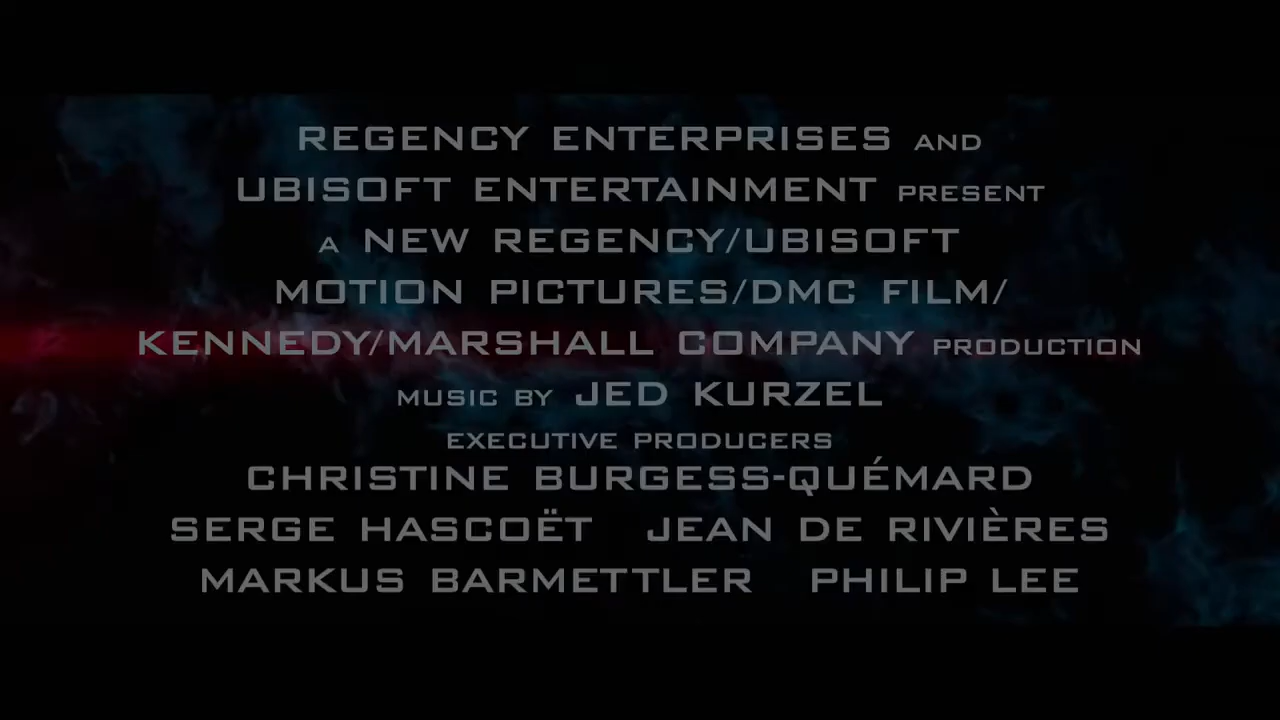 REGENCY ENTERPRISES AND
UBISOFT ENTERTAINMENT PRESENT
A NEW REGENCY/UBISOFT
MOTION PICTURES/DMC FILM/
KENNEDY/MARSHALL COMPANY PRODUCTION
MUSIC BY JED KURZEL
EXECUTIVE PRODUCERS
CHRISTINE BURGESS-QUÉMARD
SERGE HASCOËT JEAN DE RIVIÈRES
MARKUS BARMETTLER PHILIP LEE